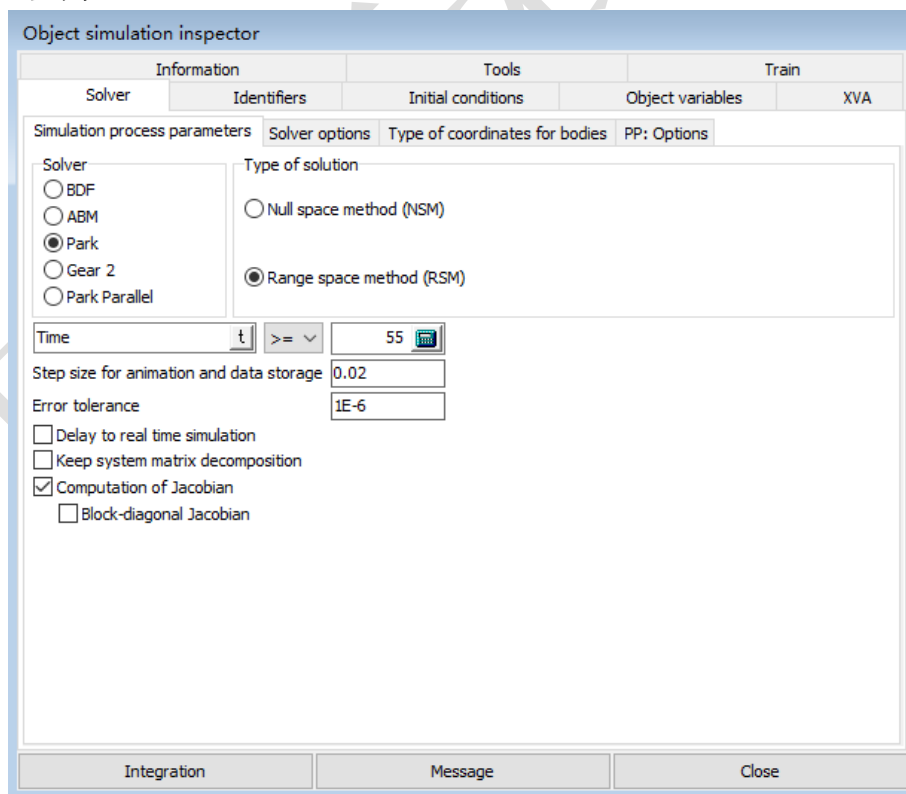 Object simulation inspector
Information Tools Train
Solver Identifiers Initial conditions Object variables XVA
Simulation process parameters Solver options Type of coordinates for bodies PP: Options
Solver Type of solution
BDF
Null space method (NSM)
ABM
Park
Gear 2
Range space method (RSM)
Park Parallel
Time t >= 55
Step size for animation and data storage 0.02
Error tolerance 1E-6
Delay to real time simulation
Keep system matrix decomposition
Computation of Jacobian
Block-diagonal Jacobian
Integration Message Close